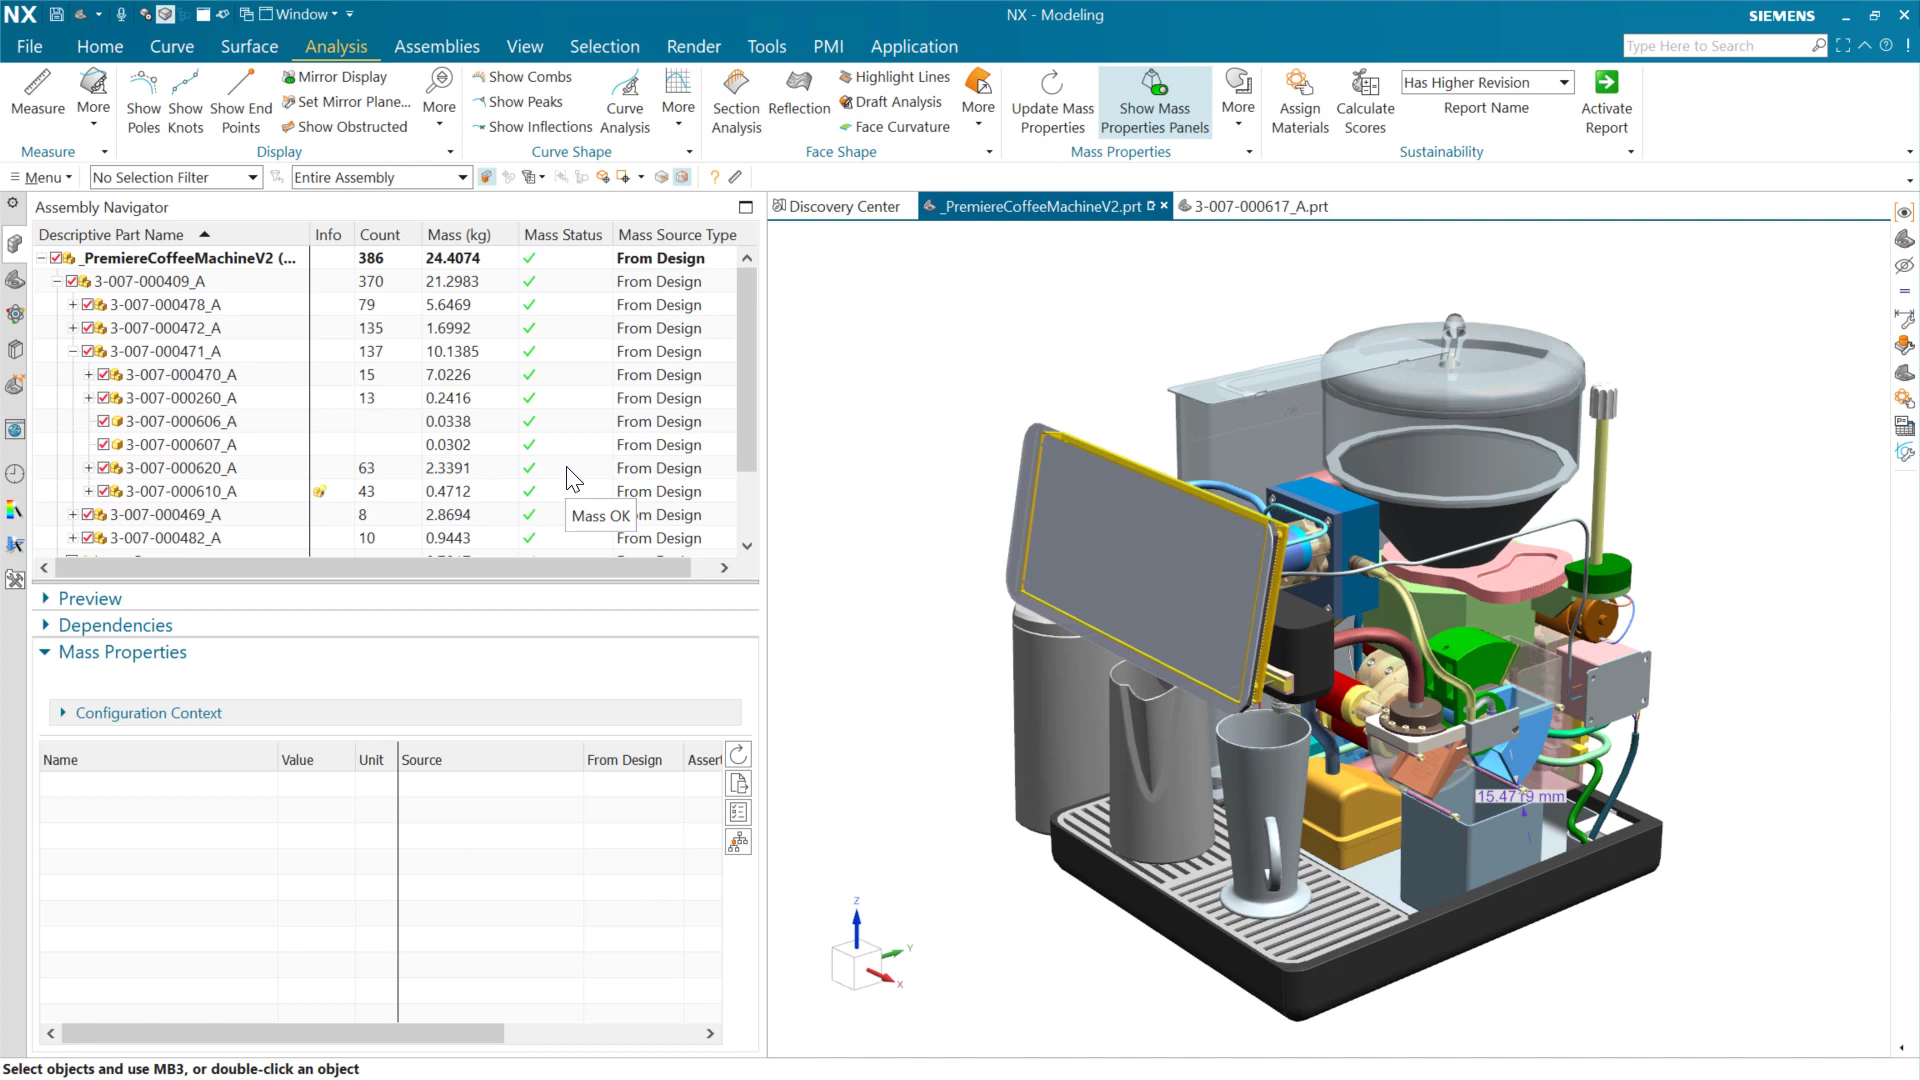 NX
Window
NX - Modeling
SIEMENS
File
Home
Curve
Surface
Analysis
Assemblies
View
Selection
Render
Tools
PMI
Application
Type Here to Search
Measure
More
Show Poles
Show Knots
Show End Points
Mirror Display
Set Mirror Plane...
Show Obstructed
More
Show Combs
Show Peaks
Show Inflections
Curve Analysis
More
Section Analysis
Reflection
Highlight Lines
Draft Analysis
Face Curvature
More
Update Mass Properties
Show Mass Properties Panels
More
Assign Materials
Calculate Scores
Has Higher Revision
Report Name
Activate Report
Measure
Display
Curve Shape
Face Shape
Mass Properties
Sustainability
Menu
No Selection Filter
Entire Assembly
Assembly Navigator
Discovery Center
_PremiereCoffeeMachineV2.prt
3-007-000617_A.prt
Descriptive Part Name Info Count Mass (kg) Mass Status Mass Source Type
_PremiereCoffeeMachineV2 (... 386 24.4074 From Design
3-007-000409_A 370 21.2983 From Design
3-007-000478_A 79 5.6469 From Design
3-007-000472_A 135 1.6992 From Design
3-007-000471_A 137 10.1385 From Design
3-007-000470_A 15 7.0226 From Design
3-007-000260_A 13 0.2416 From Design
3-007-000606_A 0.0338 From Design
3-007-000607_A 0.0302 From Design
3-007-000620_A 63 2.3391 From Design
3-007-000610_A 43 0.4712 From Design
3-007-000469_A 8 2.8694 From Design
Mass OK
3-007-000482_A 10 0.9443 From Design
Preview
Dependencies
Mass Properties
Configuration Context
Name Value Unit Source From Design Assert
15.4719 mm
Z
Y
X
Select objects and use MB3, or double-click an object